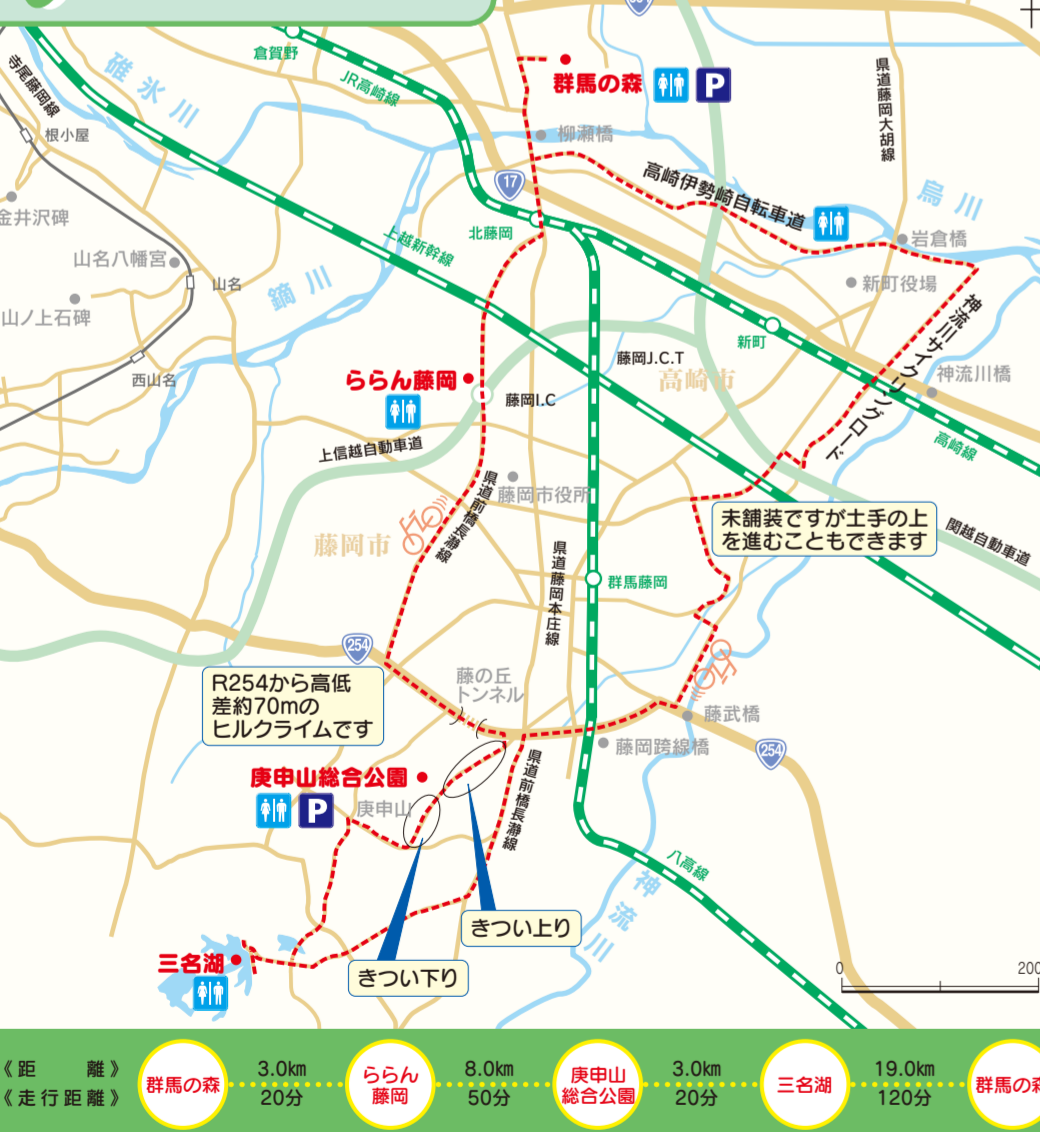 倉賀野
JR高崎線
寺尾藤岡線
碓氷川
根小屋
群馬の森
P
柳瀬橋
県道藤岡大胡線
高崎伊勢崎自転車道
烏川
17
金井沢碑
北藤岡
岩倉橋
山名八幡宮
上越新幹線
山名
鏑川
新町役場
山ノ上石碑
新町
神流川サイクリングロード
藤岡J.C.T
西山名
ららん藤岡
高崎市
神流川橋
藤岡I.C
高崎線
上信越自動車道
県道前橋長瀞線
藤岡市役所
未舗装ですが土手の上
を進むこともできます
関越自動車道
藤岡市
県道藤岡本庄線
群馬藤岡
254
R254から高低
差約70mの
ヒルクライムです
藤の丘
トンネル
藤武橋
藤岡跨線橋
254
県道前橋長瀞線
庚申山総合公園
P
庚申山
八高線
神流川
きつい上り
三名湖
きつい下り
0
200
《距離》
《走行距離》
群馬の森
3.0km
20分
ららん
藤岡
8.0km
50分
庚申山
総合公園
3.0km
20分
三名湖
19.0km
120分
群馬の森